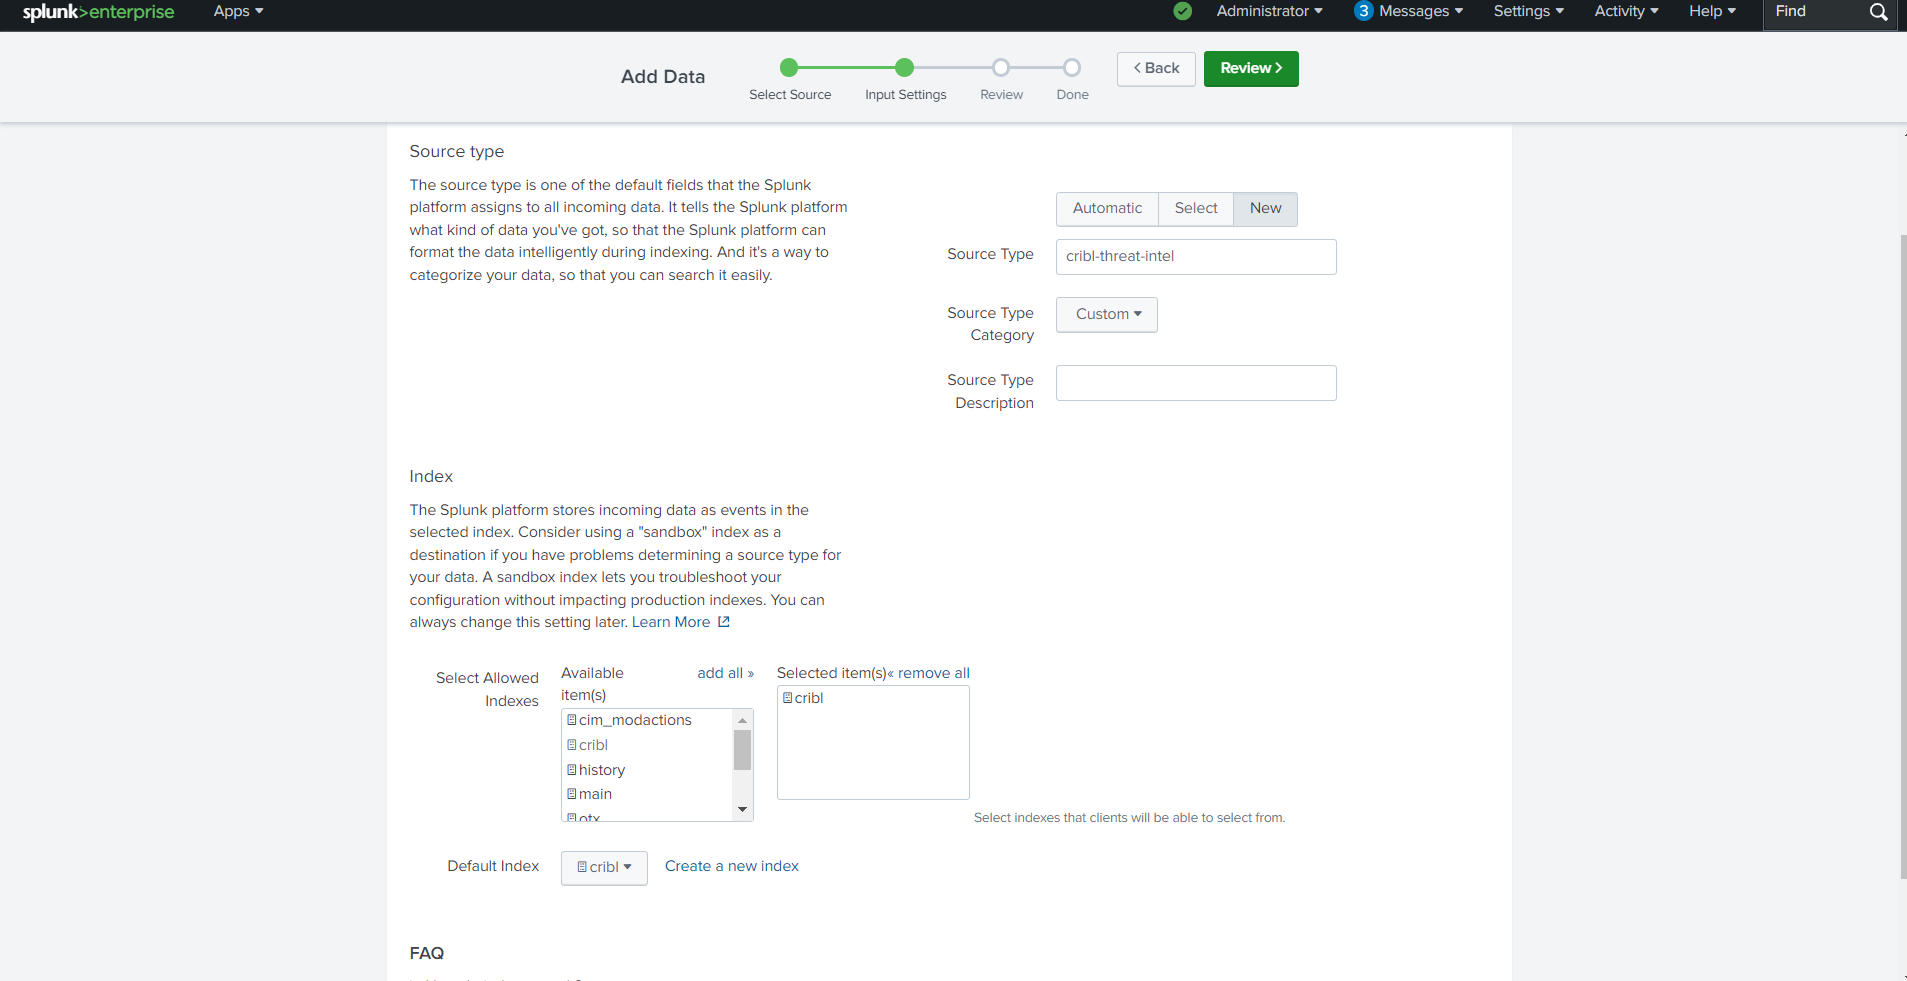 splunk>enterprise Apps Administrator 3 Messages Settings Activity Help Find
Add Data
Select Source Input Settings Review Done
< Back Review >
Source type
The source type is one of the default fields that the Splunk
platform assigns to all incoming data. It tells the Splunk platform
what kind of data you've got, so that the Splunk platform can
format the data intelligently during indexing. And it's a way to
categorize your data, so that you can search it easily.
Automatic Select New
Source Type cribl-threat-intel
Source Type
Category
Custom
Source Type
Description
Index
The Splunk platform stores incoming data as events in the
selected index. Consider using a "sandbox" index as a
destination if you have problems determining a source type for
your data. A sandbox index lets you troubleshoot your
configuration without impacting production indexes. You can
always change this setting later. Learn More
Select Allowed
Indexes
Available
item(s)
add all »
cim_modactions
cribl
history
main
otx
Selected item(s) « remove all
cribl
Select indexes that clients will be able to select from.
Default Index cribl Create a new index
FAQ